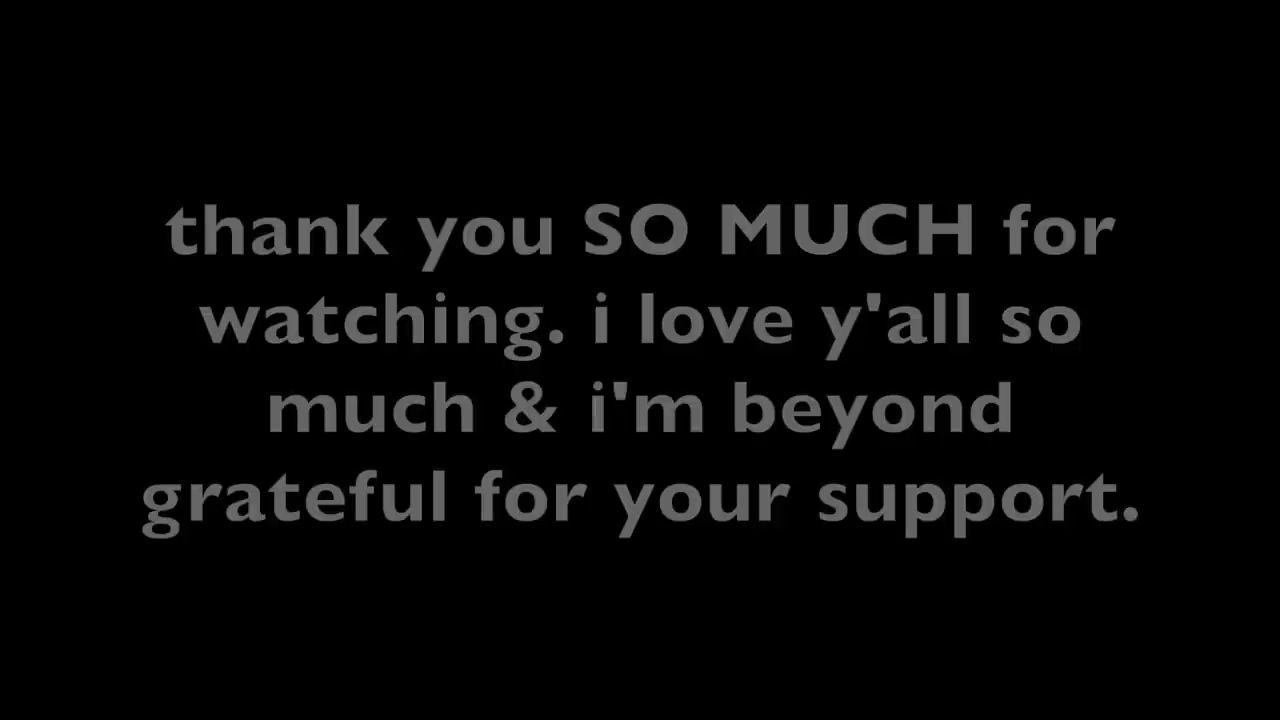 thank you SO MUCH for
watching. i love y'all so
much & i'm beyond
grateful for your support.